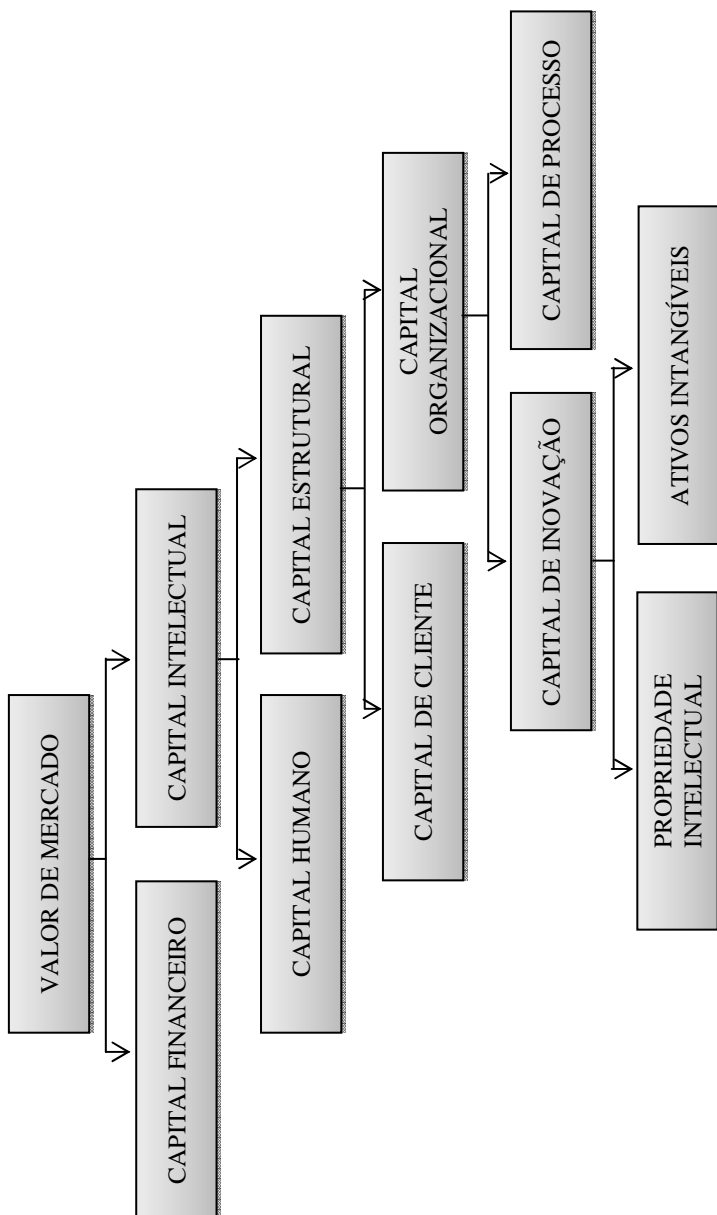 VALOR DE MERCADO
CAPITAL FINANCEIRO
CAPITAL INTELECTUAL
CAPITAL HUMANO
CAPITAL ESTRUTURAL
CAPITAL DE CLIENTE
CAPITAL
ORGANIZACIONAL
CAPITAL DE INOVAÇÃO
CAPITAL DE PROCESSO
PROPRIEDADE
INTELECTUAL
ATIVOS INTANGÍVEIS